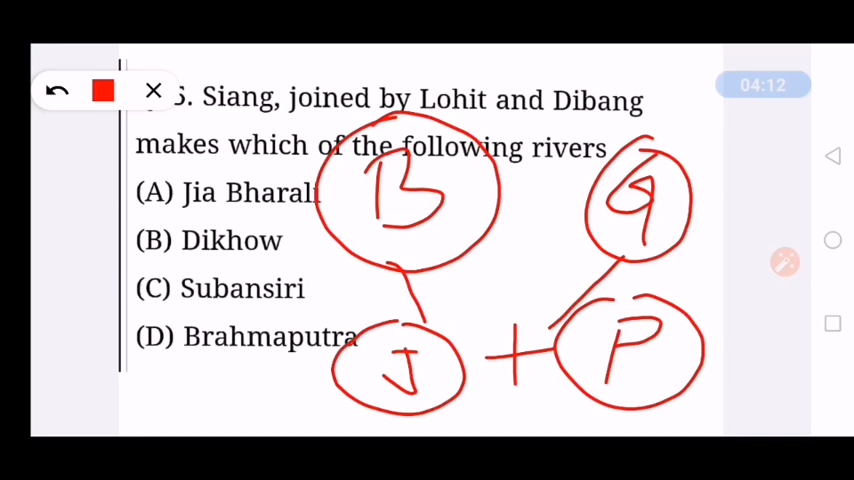 04:12
5. Siang, joined by Lohit and Dibang
makes which of the following rivers
(A) Jia Bharali
(B) Dikhow
(C) Subansiri
(D) Brahmaputra
B
G
J + P